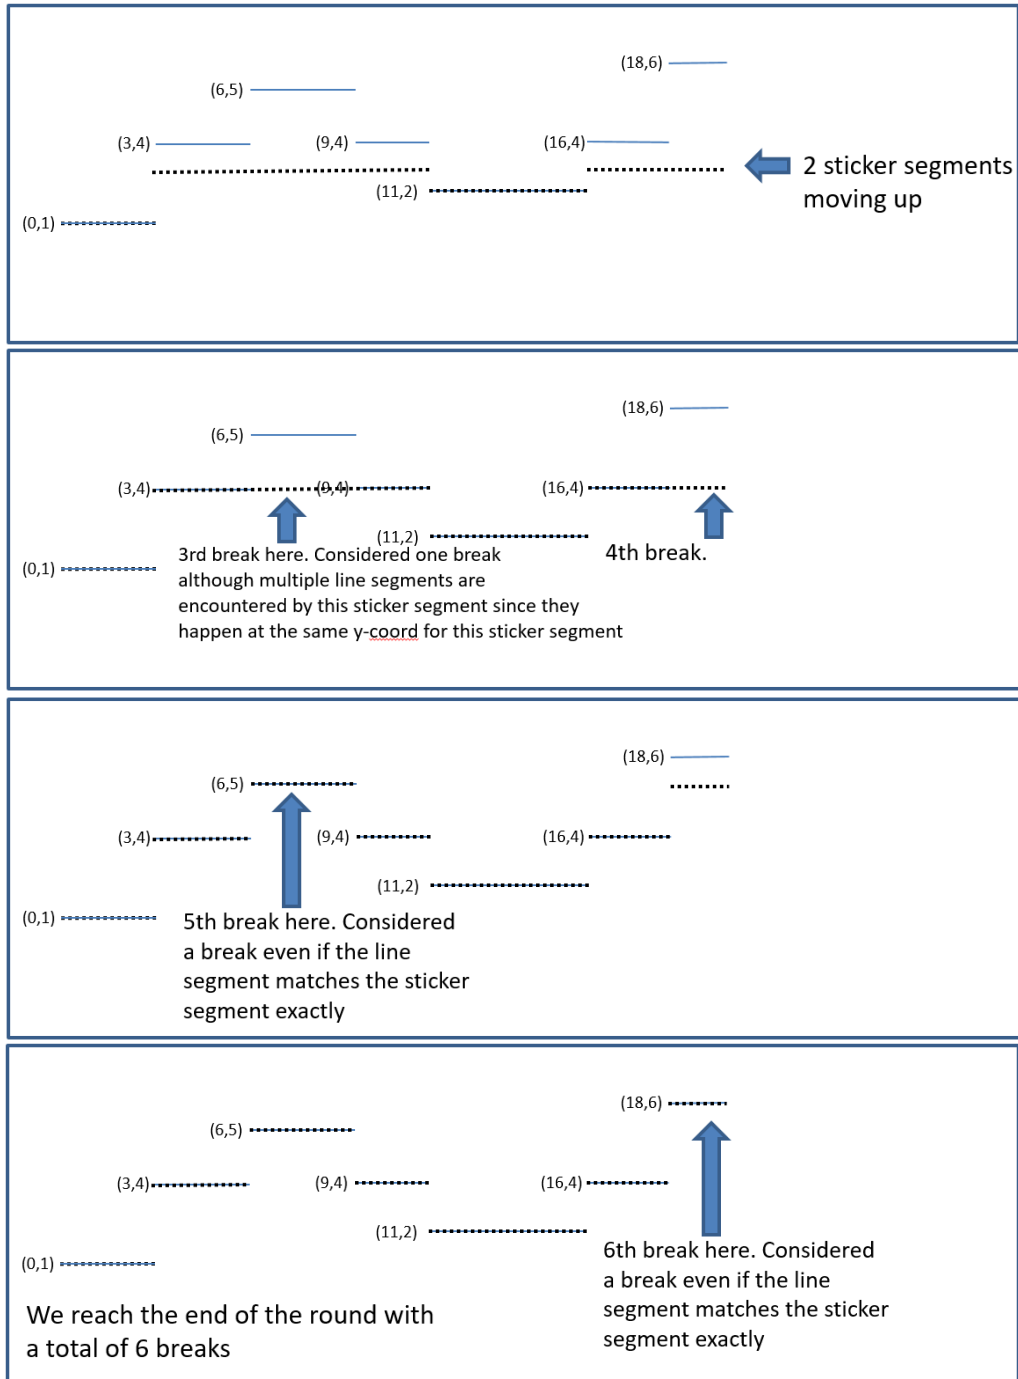 (18,6)
(6,5)
(3,4)
(9,4)
(16,4)
2 sticker segments
moving up
(11,2)
(0,1)
(18,6)
(6,5)
(3,4)
(9,4)
(16,4)
(11,2)
3rd break here. Considered one break
although multiple line segments are
encountered by this sticker segment since they
happen at the same y-coord for this sticker segment
4th break.
(0,1)
(18,6)
(6,5)
(3,4)
(9,4)
(16,4)
(11,2)
(0,1)
5th break here. Considered
a break even if the line
segment matches the sticker
segment exactly
(18,6)
(6,5)
(3,4)
(9,4)
(16,4)
(11,2)
(0,1)
6th break here. Considered
a break even if the line
segment matches the sticker
segment exactly
We reach the end of the round with
a total of 6 breaks